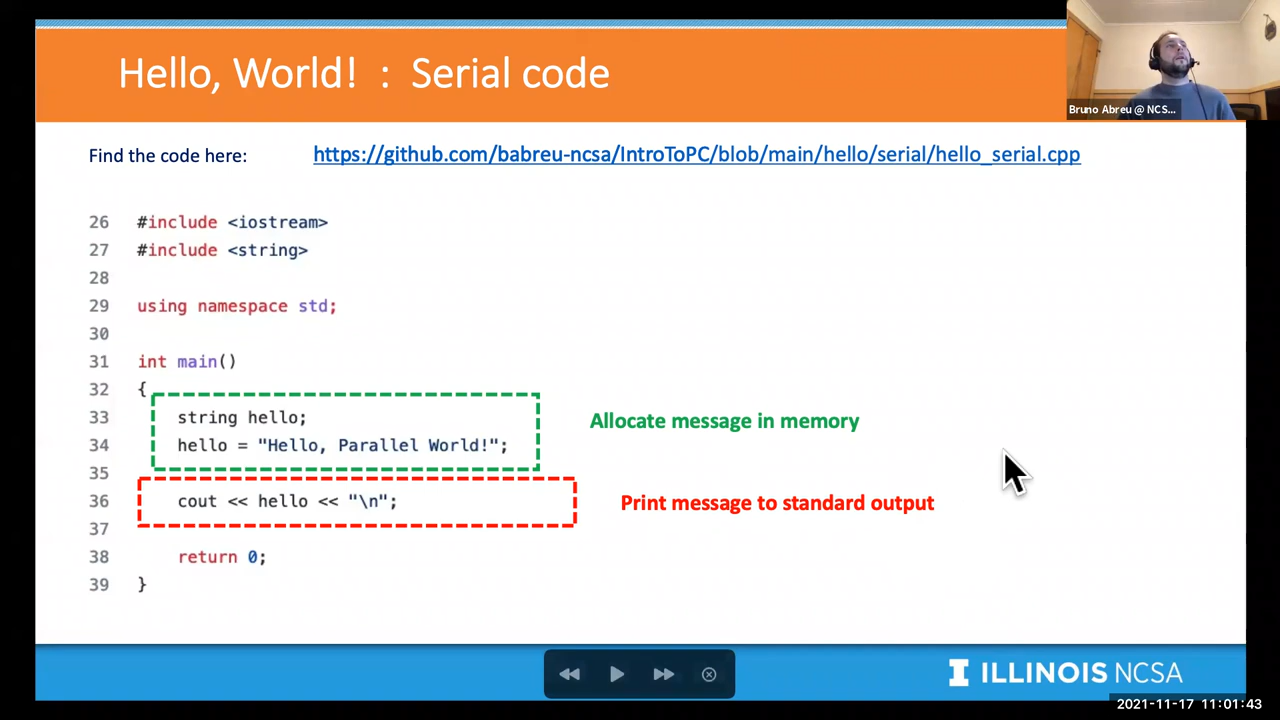 Hello, World! : Serial code
Bruno Abreu @ NCS...
Find the code here: https://github.com/babreu-ncsa/IntroToPC/blob/main/hello/serial/hello_serial.cpp
26 #include <iostream>
27 #include <string>
28
29 using namespace std;
30
31 int main()
32 {
33 string hello;
Allocate message in memory
34 hello = "Hello, Parallel World!";
35
36 cout << hello << "\n";
Print message to standard output
37
38 return 0;
39 }
I ILLINOIS NCSA
2021-11-17 11:01:43